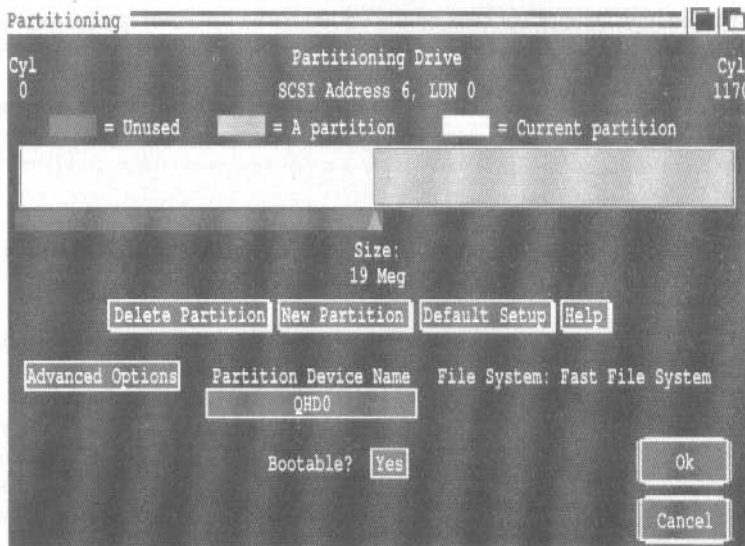 Partitioning
Partitioning Drive
Cyl
0
SCSI Address 6, LUN 0
Cyl
1170
= Unused
= A partition
= Current partition
Size:
19 Meg
Delete Partition
New Partition
Default Setup
Help
Advanced Options
Partition Device Name
File System: Fast File System
QHD0
Bootable? Yes
Ok
Cancel